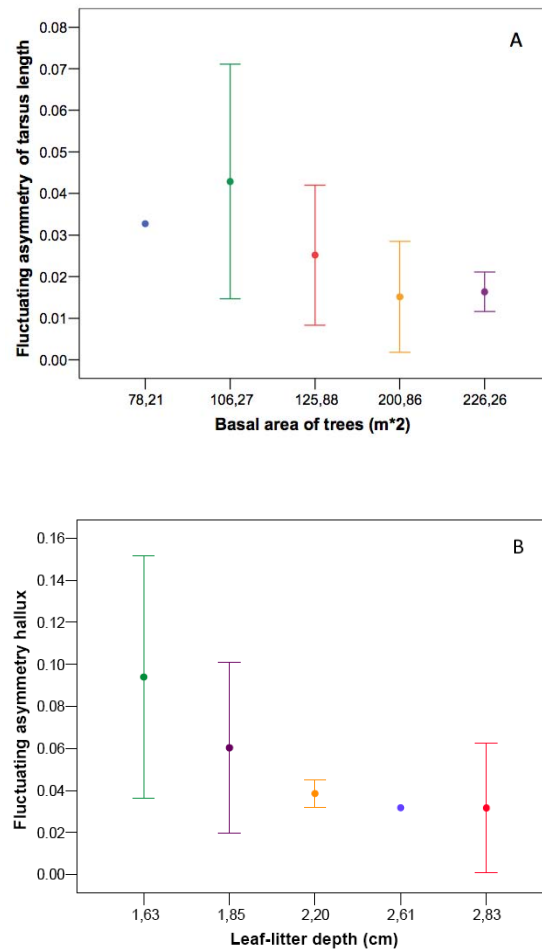 A
Fluctuating asymmetry of tarsus length
0.08
0.07
0.06
0.05
0.04
0.03
0.02
0.01
0.00
78,21 106,27 125,88 200,86 226,26
Basal area of trees (m*2)
B
Fluctuating asymmetry hallux
0.16
0.14
0.12
0.10
0.08
0.06
0.04
0.02
0.00
1,63 1,85 2,20 2,61 2,83
Leaf-litter depth (cm)